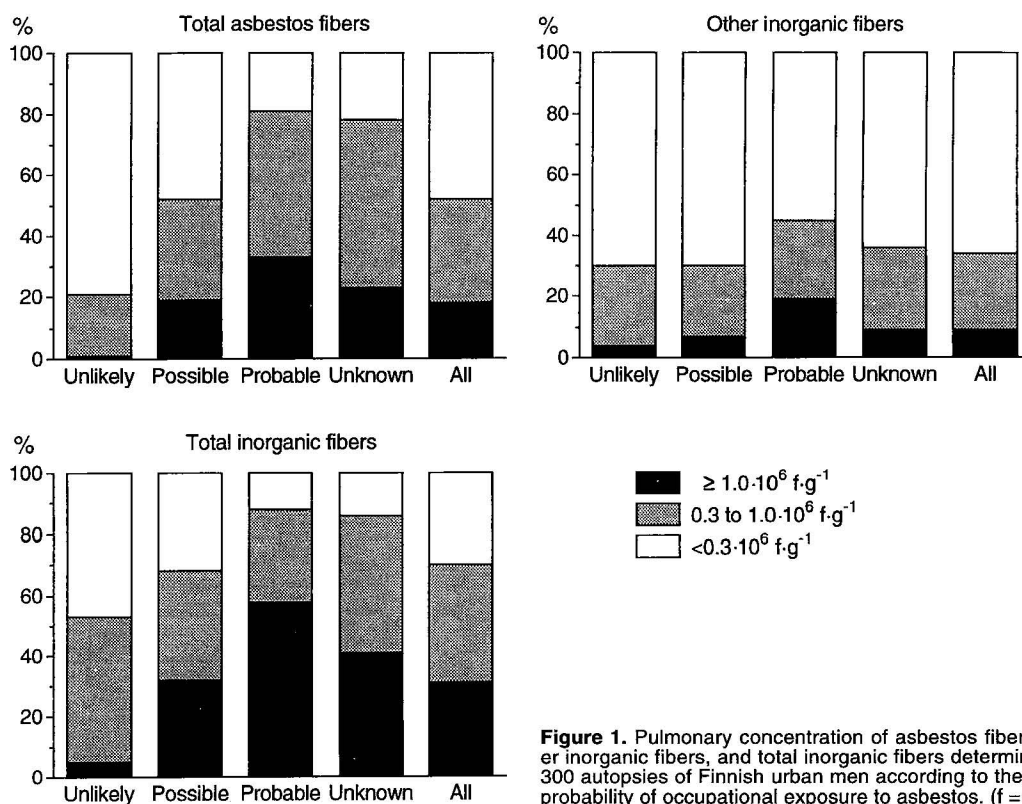 % Total asbestos fibers
100
80
60
40
20
0
Unlikely Possible Probable Unknown All
% Other inorganic fibers
100
80
60
40
20
0
Unlikely Possible Probable Unknown All
% Total inorganic fibers
100
80
60
40
20
0
Unlikely Possible Probable Unknown All
≥ 1.0·10⁶ f·g⁻¹
0.3 to 1.0·10⁶ f·g⁻¹
<0.3·10⁶ f·g⁻¹
Figure 1. Pulmonary concentration of asbestos fiber
er inorganic fibers, and total inorganic fibers determin
300 autopsies of Finnish urban men according to the
probability of occupational exposure to asbestos. (f =